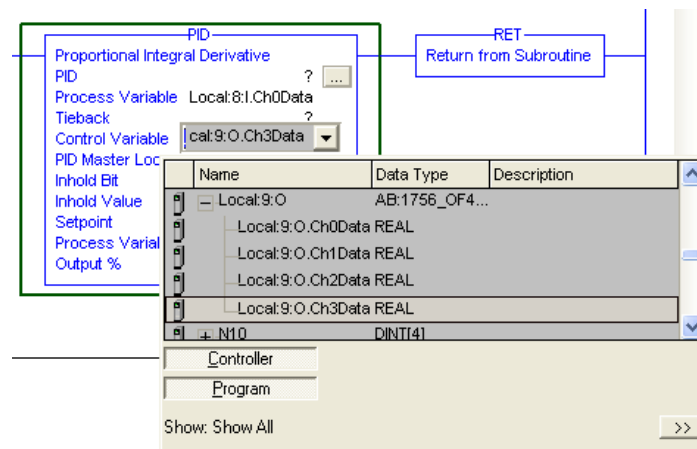 PID
RET
Proportional Integral Derivative
Return from Subroutine
PID ? ...
Process Variable Local:8:I.Ch0Data
Tieback ?
Control Variable cal:9:O.Ch3Data
PID Master Loc
Inhold Bit
Inhold Value
Setpoint
Process Varial
Output %
Name Data Type Description
Local:9:O AB:1756_OF4...
Local:9:O.Ch0Data REAL
Local:9:O.Ch1Data REAL
Local:9:O.Ch2Data REAL
Local:9:O.Ch3Data REAL
N10 DINT[4]
Controller
Program
Show: Show All >>